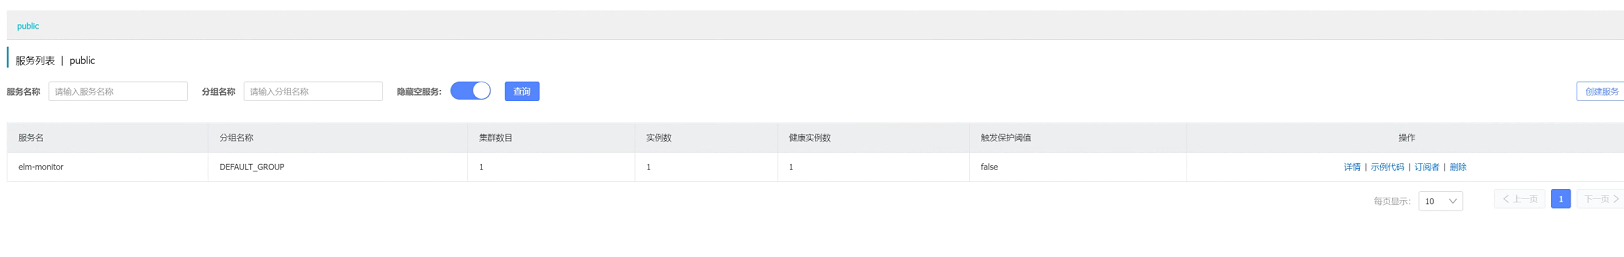 public
服务列表 | public
服务名称 请输入服务名称 分组名称 请输入分组名称 隐藏空服务: 查询 创建服务
服务名 分组名称 集群数目 实例数 健康实例数 触发保护阈值 操作
elm-monitor DEFAULT_GROUP 1 1 1 false 详情 | 示例代码 | 订阅者 | 删除
每页显示: 10 < 上一页 1 下一页 >